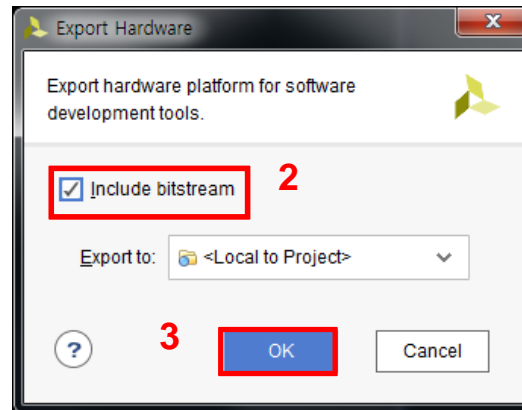 Export Hardware
Export hardware platform for software
development tools.
Include bitstream
2
Export to:
<Local to Project>
?
3
OK
Cancel